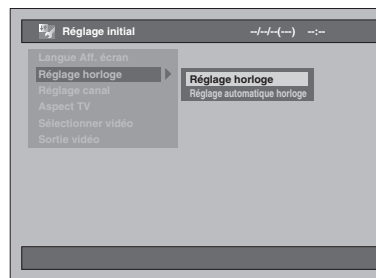 Réglage initial --/--/--(---) --:--
Langue Aff. écran
Réglage horloge
Réglage canal
Aspect TV
Sélectionner vidéo
Sortie vidéo
Réglage horloge
Réglage automatique horloge